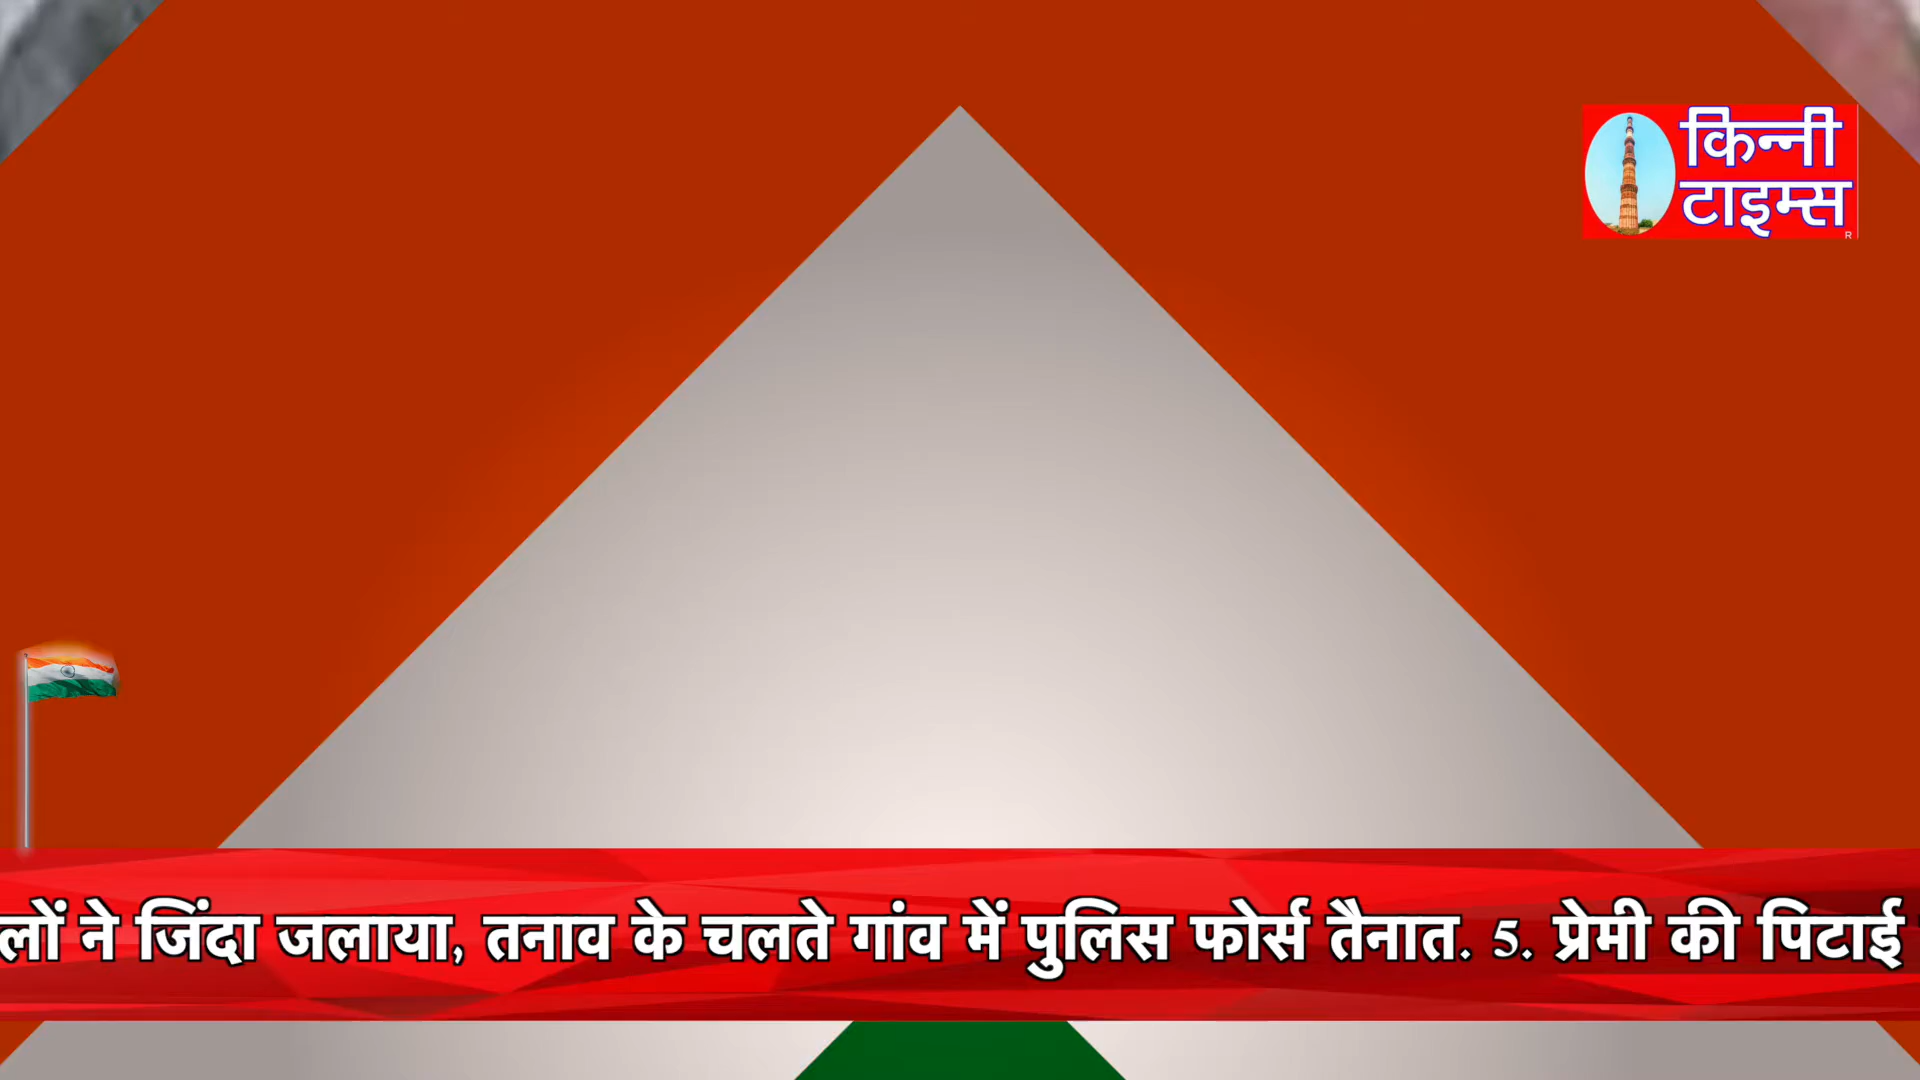 किन्नी
टाइम्स
R
लों ने जिंदा जलाया, तनाव के चलते गांव में पुलिस फोर्स तैनात. 5. प्रेमी की पिटाई